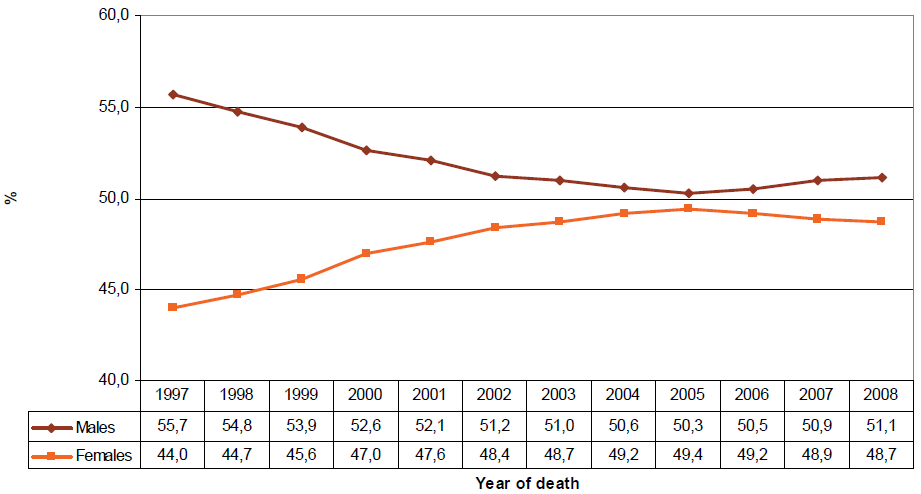 60,0
55,0
50,0
45,0
40,0
%
1997 1998 1999 2000 2001 2002 2003 2004 2005 2006 2007 2008
Males 55,7 54,8 53,9 52,6 52,1 51,2 51,0 50,6 50,3 50,5 50,9 51,1
Females 44,0 44,7 45,6 47,0 47,6 48,4 48,7 49,2 49,4 49,2 48,9 48,7
Year of death